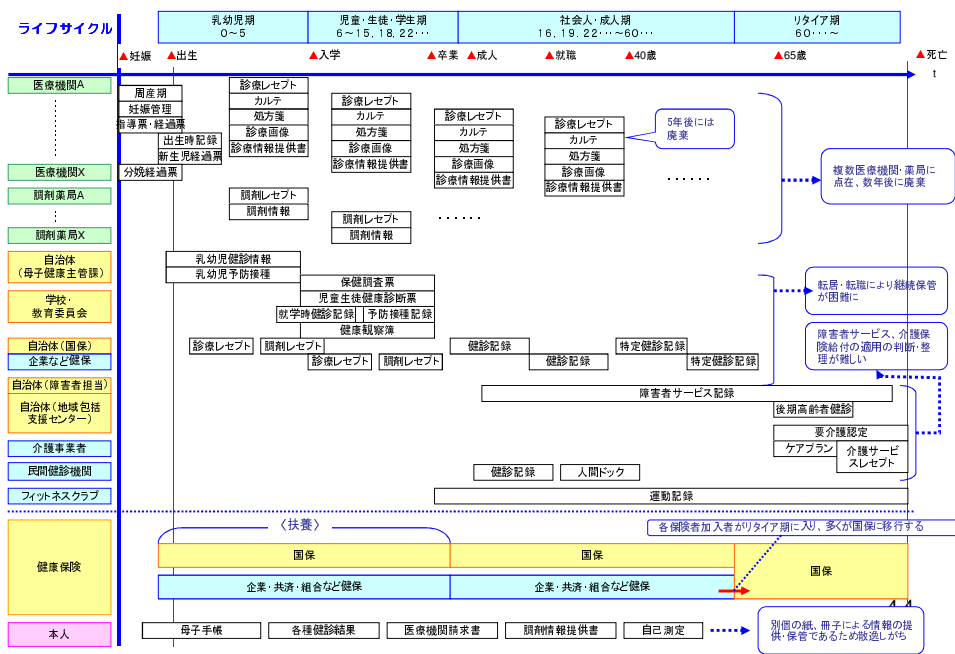 ライフサイクル
乳幼児期
0～5
児童・生徒・学生期
6～15、18、22・・・
社会人・成人期
16、19、22・・・～60・・・
リタイア期
60・・・～
▲妊娠
▲出生
▲入学
▲卒業
▲成人
▲就職
▲40歳
▲65歳
▲死亡
t
医療機関A
医療機関X
調剤薬局A
調剤薬局X
周産期
妊娠管理
指導票・経過票
出生時記録
新生児経過票
分娩経過票
診療レセプト
カルテ
処方箋
診療画像
診療情報提供書
診療レセプト
カルテ
処方箋
診療画像
診療情報提供書
診療レセプト
カルテ
処方箋
診療画像
診療情報提供書
診療レセプト
カルテ
処方箋
診療画像
診療情報提供書
5年後には
廃棄
・・・・・・
複数医療機関・薬局に
点在、数年後に廃棄
調剤レセプト
調剤情報
調剤レセプト
調剤情報
・・・・・・
自治体
（母子健康主管課）
乳幼児健診情報
乳幼児予防接種
学校・
教育委員会
保健調査票
児童生徒健康診断票
就学時健診記録
予防接種記録
健康観察簿
転居・転職により継続保管
が困難に
自治体（国保）
診療レセプト
調剤レセプト
健診記録
特定健診記録
企業など健保
診療レセプト
調剤レセプト
健診記録
特定健診記録
障害者サービス、介護保
険給付の適用の判断・整
理が難しい
自治体（障害者担当）
障害者サービス記録
自治体（地域包括
支援センター）
後期高齢者健診
要介護認定
介護事業者
ケアプラン
介護サービ
スレセプト
民間健診機関
健診記録
人間ドック
フィットネスクラブ
運動記録
〈扶養〉
各保険者加入者がリタイア期に入り、多くが国保に移行する
健康保険
国保
国保
国保
企業・共済・組合など健保
企業・共済・組合など健保
本人
母子手帳
各種健診結果
医療機関請求書
調剤情報提供書
自己測定
別個の紙、冊子による情報の提
供・保管であるため散逸しがち